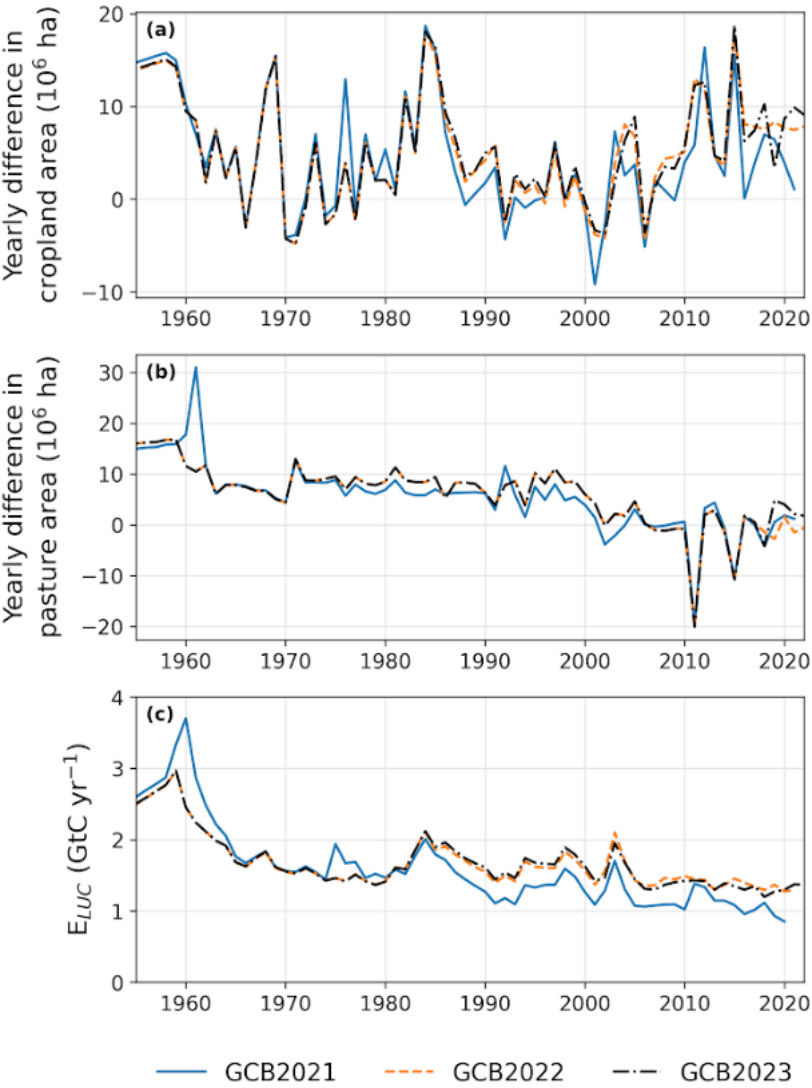 (a)
Yearly difference in
cropland area (10⁶ ha)
20
10
0
−10
1960 1970 1980 1990 2000 2010 2020
(b)
Yearly difference in
pasture area (10⁶ ha)
30
20
10
0
−10
−20
1960 1970 1980 1990 2000 2010 2020
(c)
E_LUC (GtC yr⁻¹)
4
3
2
1
0
1960 1970 1980 1990 2000 2010 2020
GCB2021 GCB2022 GCB2023